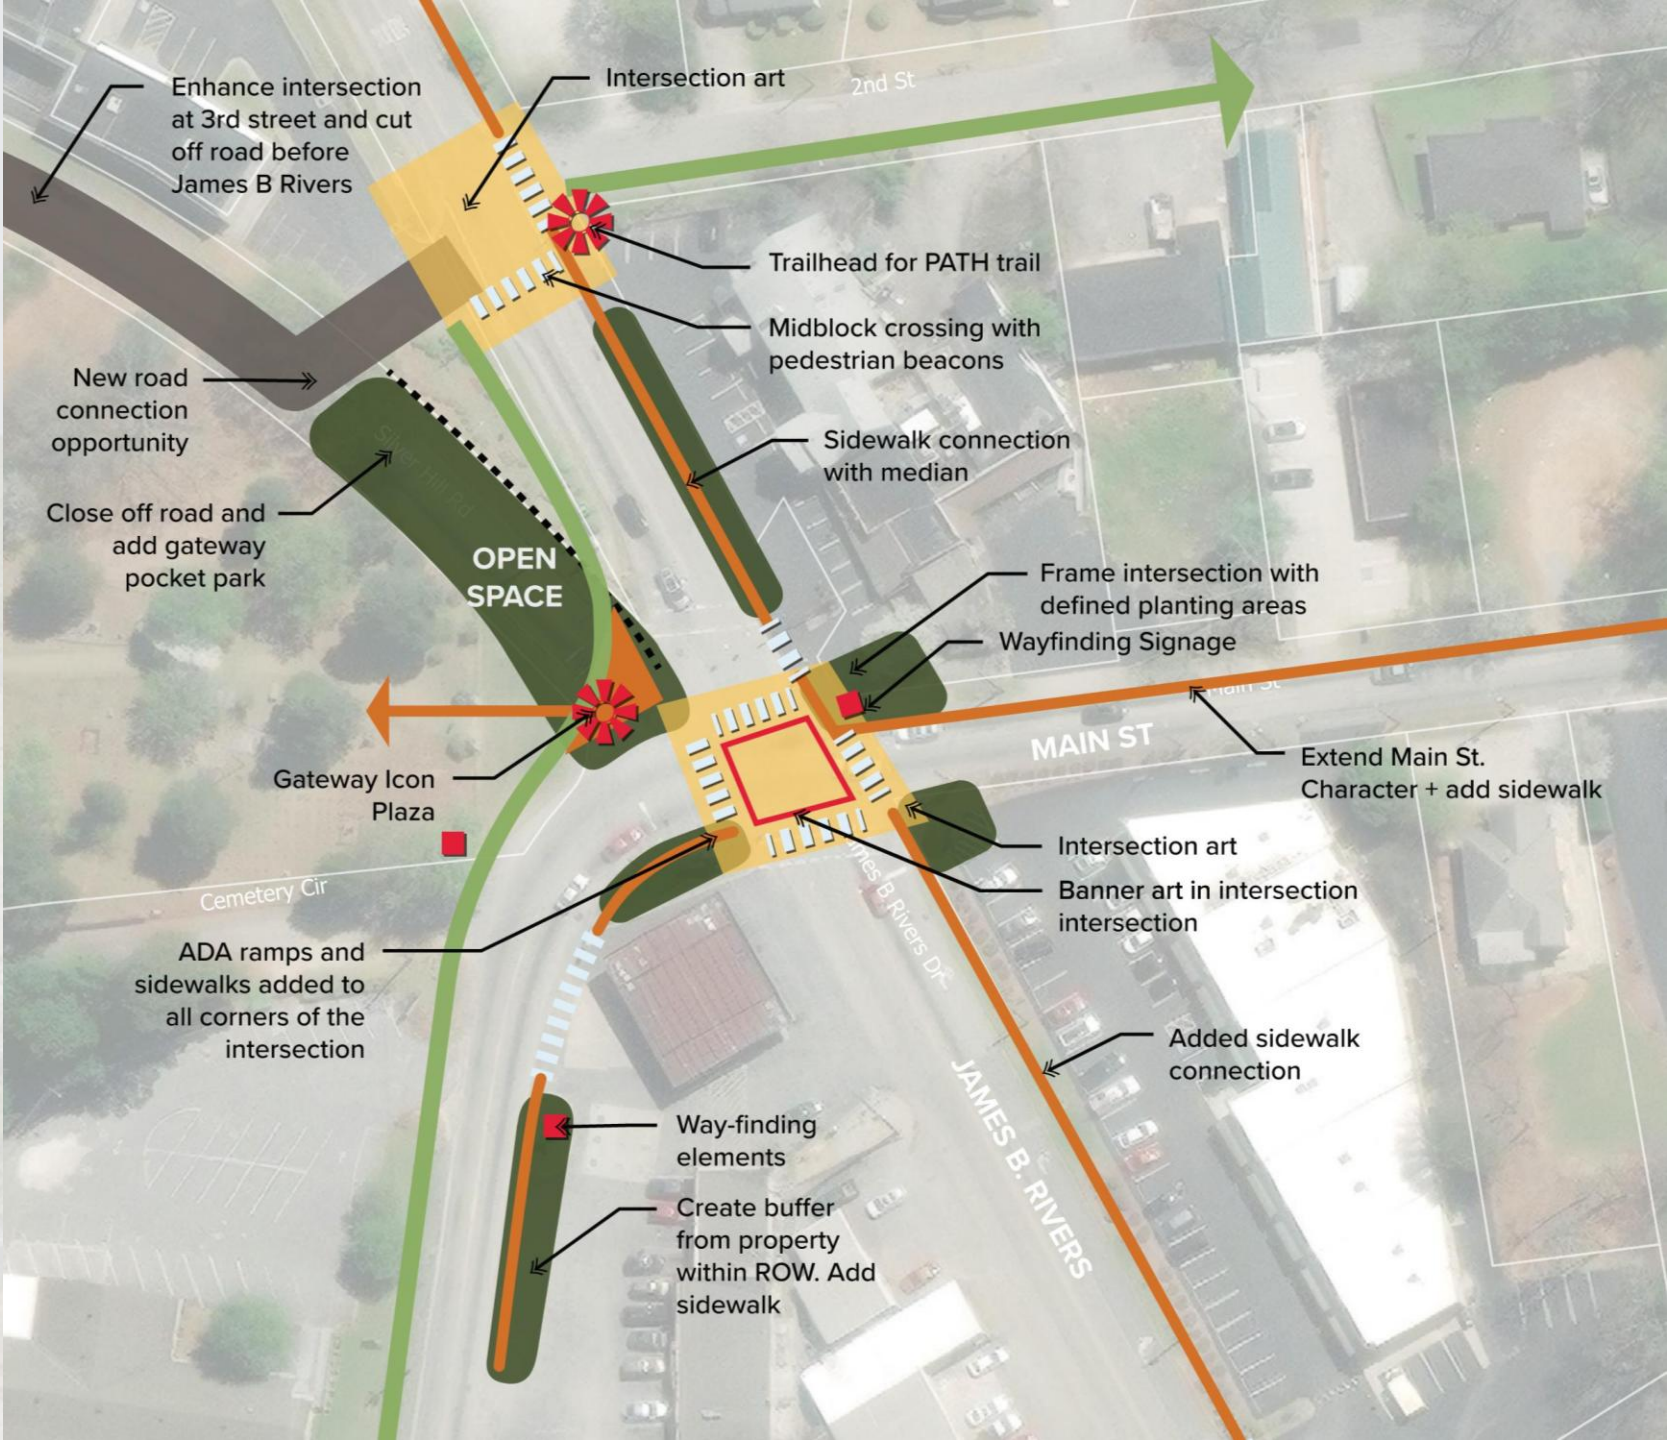 Enhance intersection
at 3rd street and cut
off road before
James B Rivers
Intersection art
2nd St
Trailhead for PATH trail
Midblock crossing with
pedestrian beacons
New road
connection
opportunity
Silver Hill Rd
Sidewalk connection
with median
Close off road and
add gateway
pocket park
OPEN
SPACE
Frame intersection with
defined planting areas
Wayfinding Signage
Main St
MAIN ST
Extend Main St.
Character + add sidewalk
Gateway Icon
Plaza
Intersection art
Banner art in intersection
intersection
Cemetery Cir
James B Rivers Dr
ADA ramps and
sidewalks added to
all corners of the
intersection
Added sidewalk
connection
JAMES B. RIVERS
Way-finding
elements
Create buffer
from property
within ROW. Add
sidewalk